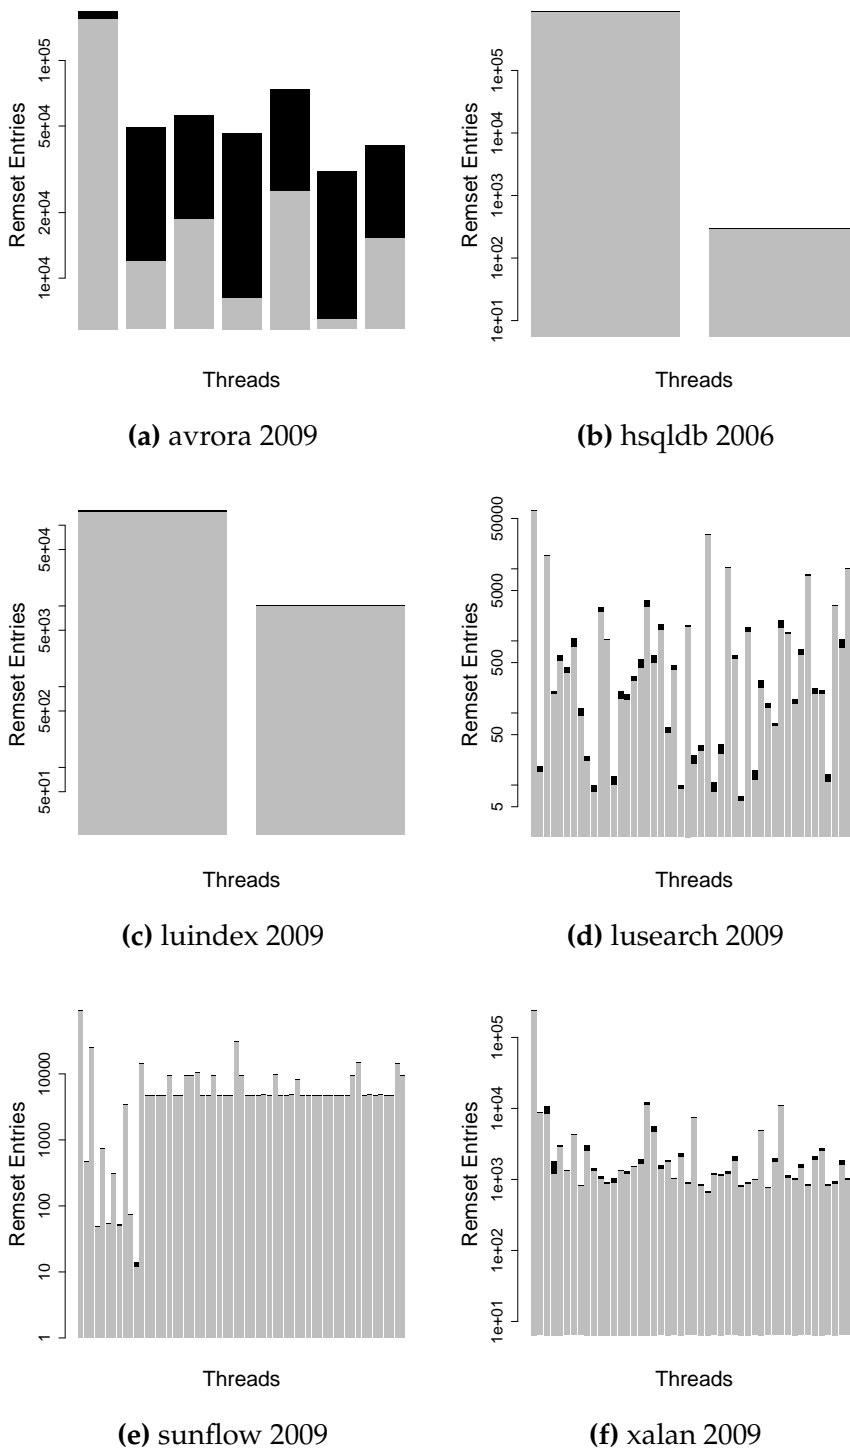 Remset Entries
1e+05
5e+04
2e+04
1e+04
Threads
(a) avrora 2009
Remset Entries
1e+05
1e+04
1e+03
1e+02
1e+01
Threads
(b) hsqldb 2006
Remset Entries
5e+04
5e+03
5e+02
5e+01
Threads
(c) luindex 2009
Remset Entries
50000
5000
500
50
5
Threads
(d) lusearch 2009
Remset Entries
10000
1000
100
10
1
Threads
(e) sunflow 2009
Remset Entries
1e+05
1e+04
1e+03
1e+02
1e+01
Threads
(f) xalan 2009